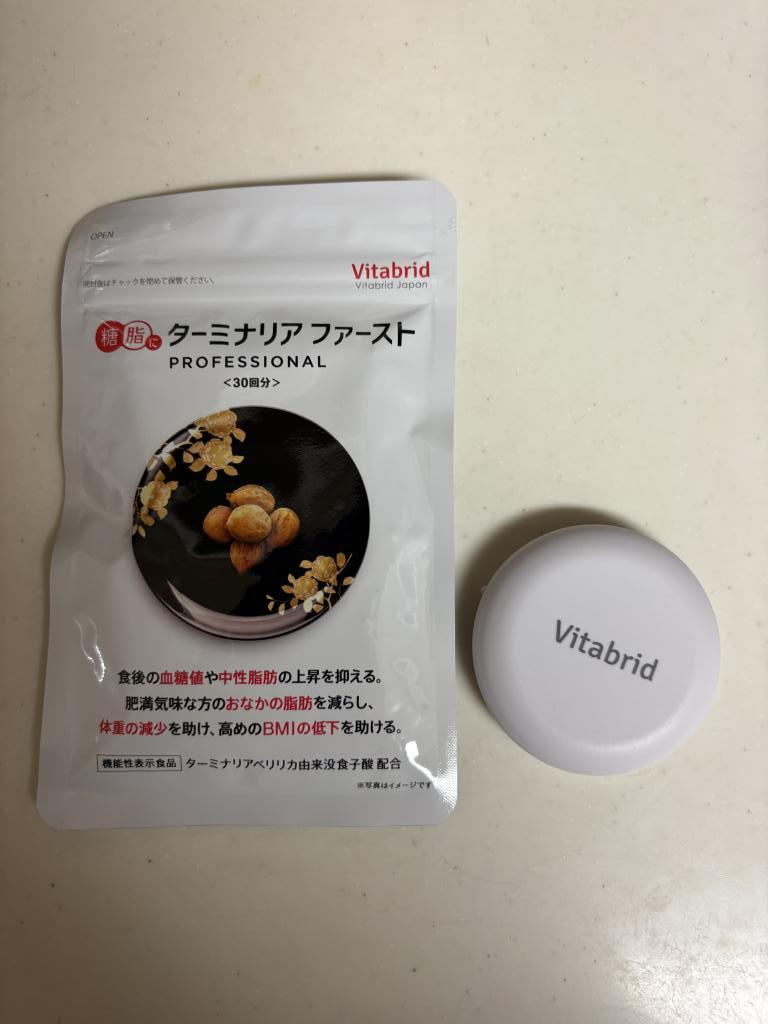 OPEN
開封後はチャックを閉めて保管ください。
Vitabrid
Vitabrid Japan
糖脂に ターミナリア ファースト
PROFESSIONAL
<30回分>
食後の血糖値や中性脂肪の上昇を抑える。
肥満気味な方のおなかの脂肪を減らし、
体重の減少を助け、高めのBMIの低下を助ける。
機能性表示食品 ターミナリアベリリカ由来没食子酸 配合
※写真はイメージです
Vitabrid